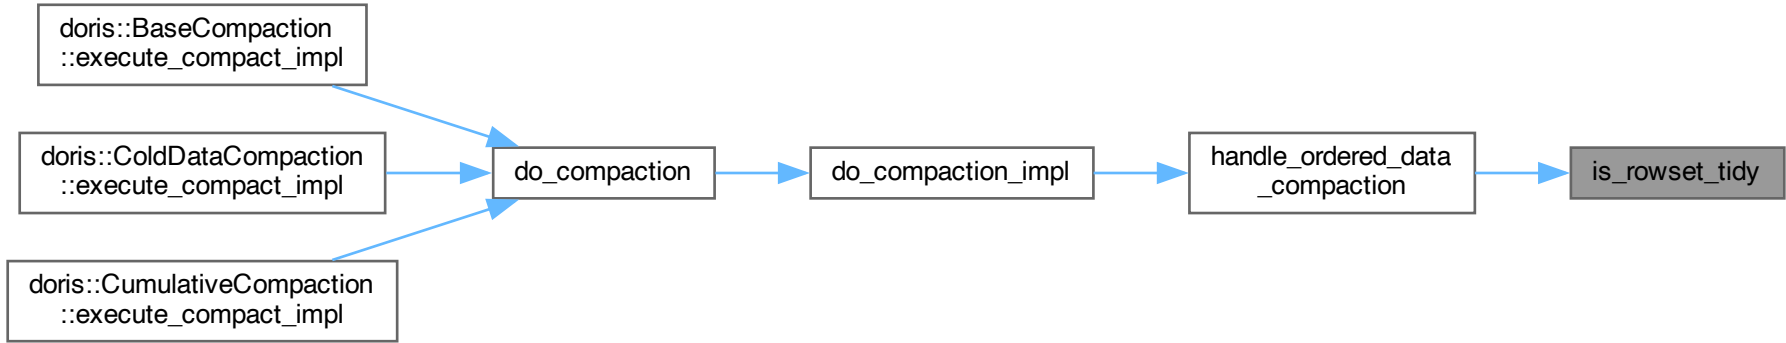 doris::BaseCompaction
::execute_compact_impl
doris::ColdDataCompaction
::execute_compact_impl
doris::CumulativeCompaction
::execute_compact_impl
do_compaction
do_compaction_impl
handle_ordered_data
_compaction
is_rowset_tidy